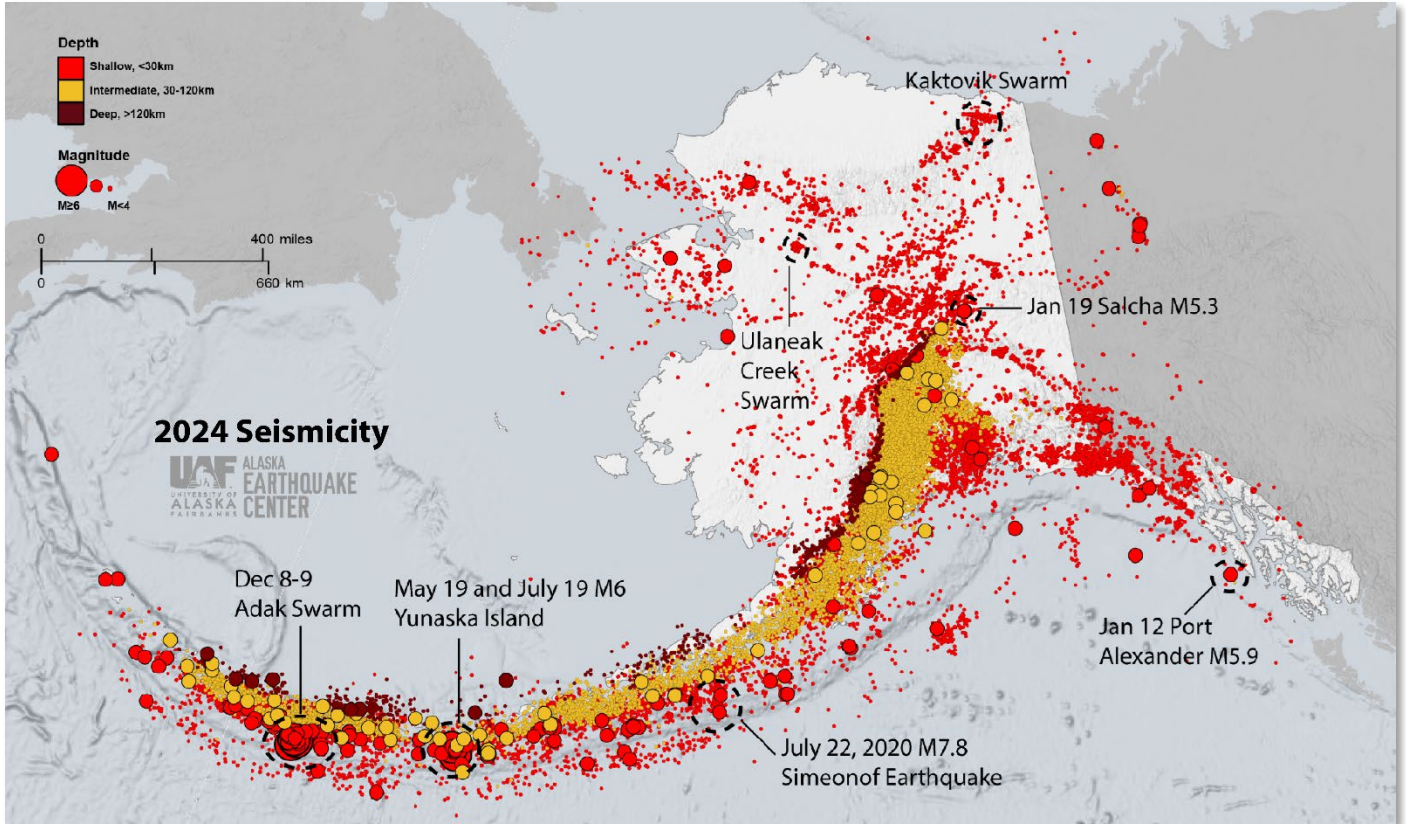 Depth
Shallow, <30km
Intermediate, 30-120km
Deep, >120km
Magnitude
M≥6 M<4
0 400 miles
0 660 km
Kaktovik Swarm
Jan 19 Salcha M5.3
Ulaneak
Creek
Swarm
2024 Seismicity
UAF
UNIVERSITY OF
ALASKA
FAIRBANKS
ALASKA
EARTHQUAKE
CENTER
Dec 8-9
Adak Swarm
May 19 and July 19 M6
Yunaska Island
Jan 12 Port
Alexander M5.9
July 22, 2020 M7.8
Simeonof Earthquake